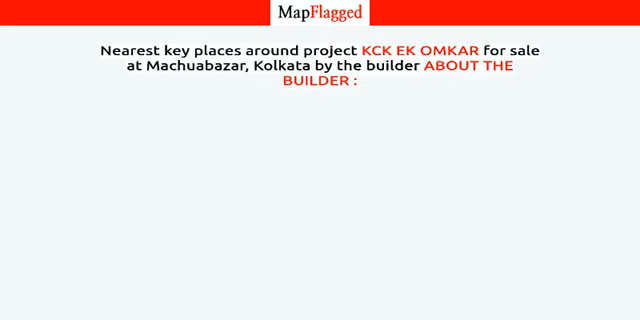 MapFlagged
Nearest key places around project KCK EK OMKAR for sale
at Machuabazar, Kolkata by the builder ABOUT THE
BUILDER :